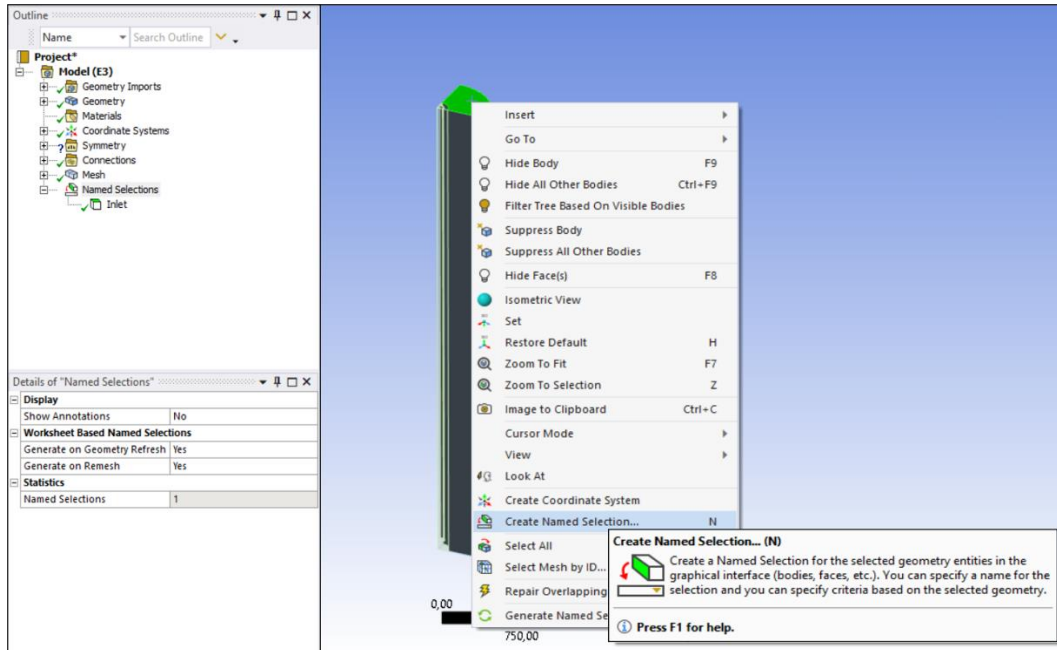 Outline
Name
Search Outline
Project*
Model (E3)
Geometry Imports
Geometry
Materials
Coordinate Systems
Symmetry
Connections
Mesh
Named Selections
Inlet
Details of "Named Selections"
Display
Show Annotations No
Worksheet Based Named Selections
Generate on Geometry Refresh Yes
Generate on Remesh Yes
Statistics
Named Selections 1
Insert
Go To
Hide Body F9
Hide All Other Bodies Ctrl+F9
Filter Tree Based On Visible Bodies
Suppress Body
Suppress All Other Bodies
Hide Face(s) F8
Isometric View
Set
Restore Default H
Zoom To Fit F7
Zoom To Selection Z
Image to Clipboard Ctrl+C
Cursor Mode
View
Look At
Create Coordinate System
Create Named Selection... N
Select All
Select Mesh by ID...
Repair Overlapping
Generate Named Se
Create Named Selection... (N)
Create a Named Selection for the selected geometry entities in the
graphical interface (bodies, faces, etc.). You can specify a name for the
selection and you can specify criteria based on the selected geometry.
Press F1 for help.
0,00
750,00